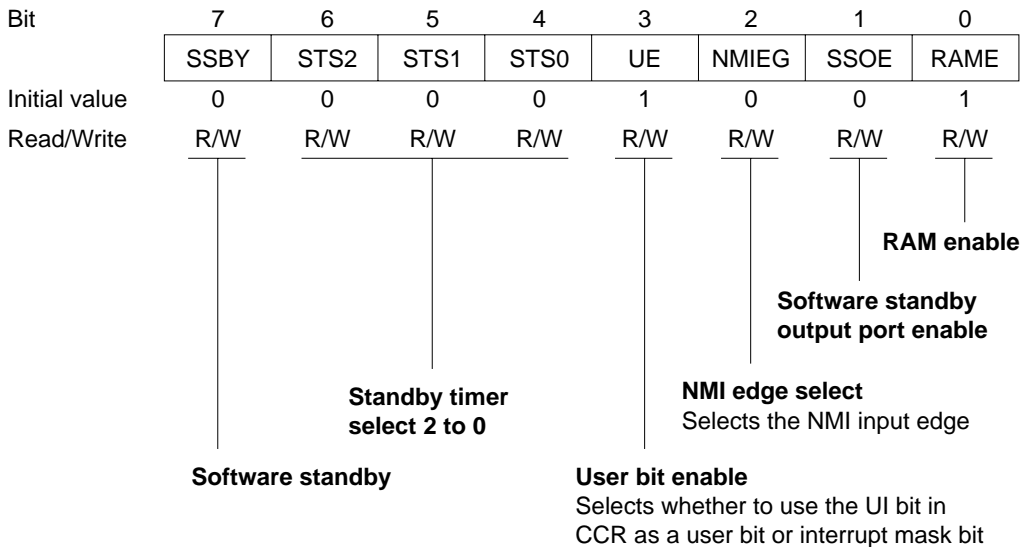 Bit 7 6 5 4 3 2 1 0
SSBY STS2 STS1 STS0 UE NMIEG SSOE RAME
Initial value 0 0 0 0 1 0 0 1
Read/Write R/W R/W R/W R/W R/W R/W R/W R/W
RAM enable
Software standby
output port enable
Standby timer
select 2 to 0
NMI edge select
Selects the NMI input edge
Software standby
User bit enable
Selects whether to use the UI bit in
CCR as a user bit or interrupt mask bit